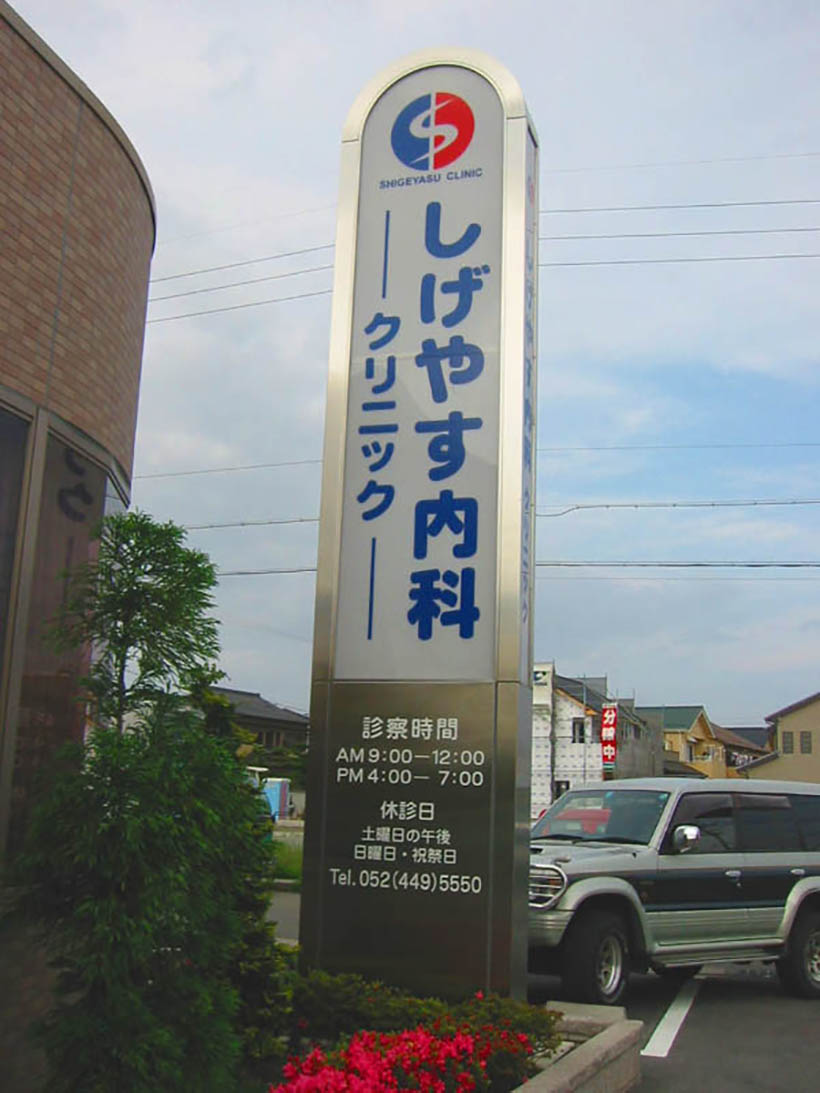 SHIGEYASU CLINIC
しげやす内科
クリニック
診察時間
AM 9:00－12:00
PM 4:00－ 7:00
休診日
土曜日の午後
日曜日・祝祭日
Tel. 052(449)5550
分譲中